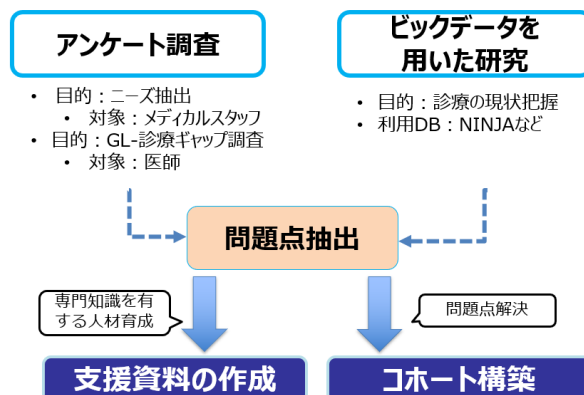 アンケート調査
ビックデータを
用いた研究
• 目的：ニーズ抽出
• 対象：メディカルスタッフ
• 目的：GL-診療ギャップ調査
• 対象：医師
• 目的：診療の現状把握
• 利用DB：NINJAなど
問題点抽出
専門知識を有
する人材育成
問題点解決
支援資料の作成
コホート構築